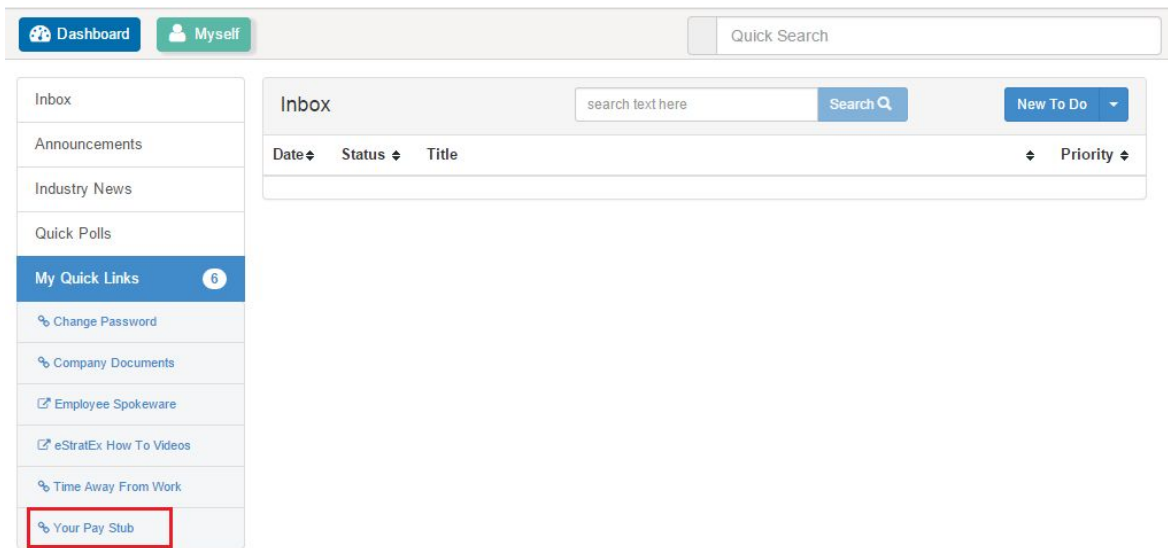 Dashboard Myself Quick Search
Inbox
Announcements
Industry News
Quick Polls
My Quick Links 6
Change Password
Company Documents
Employee Spokeware
eStratEx How To Videos
Time Away From Work
Your Pay Stub
Inbox search text here Search New To Do
Date Status Title Priority